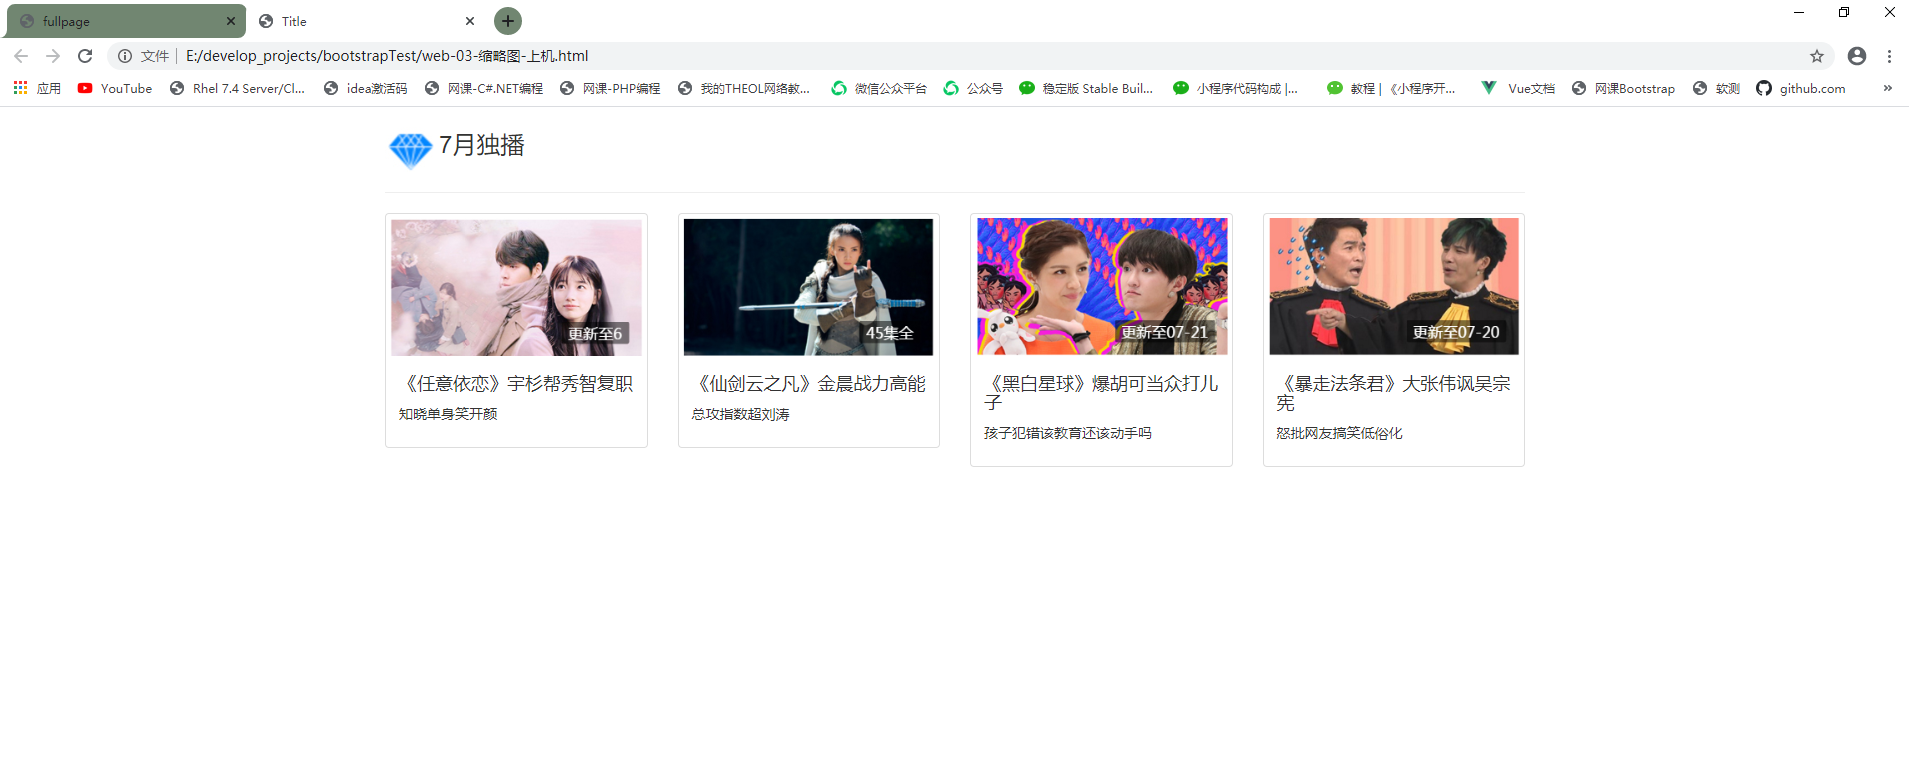 fullpage
Title
文件 | E:/develop_projects/bootstrapTest/web-03-缩略图-上机.html
应用 YouTube Rhel 7.4 Server/Cl... idea激活码 网课-C#.NET编程 网课-PHP编程 我的THEOL网络教... 微信公众平台 公众号 稳定版 Stable Buil... 小程序代码构成 |... 教程 | 《小程序开... Vue文档 网课Bootstrap 软测 github.com »
7月独播
更新至6
45集全
更新至07-21
更新至07-20
《任意依恋》宇杉帮秀智复职
知晓单身笑开颜
《仙剑云之凡》金晨战力高能
总攻指数超刘涛
《黑白星球》爆胡可当众打儿
子
孩子犯错该教育还该动手吗
《暴走法条君》大张伟讽吴宗
宪
怒批网友搞笑低俗化